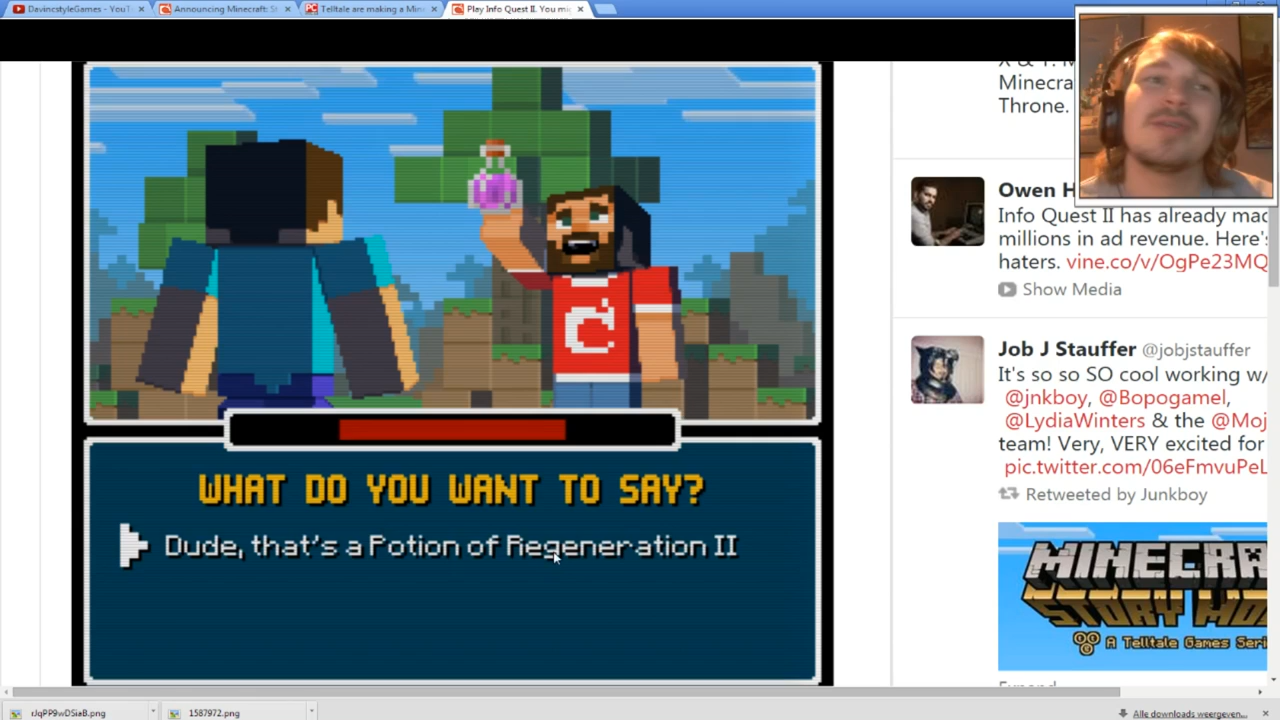 DavincstyleGames - YouT
Announcing Minecraft: St
Telltale are making a Mine
Play Info Quest II. You mig
Minecra
Throne.
Owen H
Info Quest II has already mad
millions in ad revenue. Here's
haters. vine.co/v/OgPe23MQ
Show Media
Job J Stauffer @jobjstauffer
It's so so SO cool working w/
@jnkboy, @Bopogamel,
@LydiaWinters & the @Moj
team! Very, VERY excited for
pic.twitter.com/06eFmvuPeL
Retweeted by Junkboy
MINECRA
STORY MO
A Telltale Games Seri
WHAT DO YOU WANT TO SAY?
Dude, that's a Potion of Regeneration II
rJqPP9wDSiaB.png
1587972.png
Alle downloads weergeven...